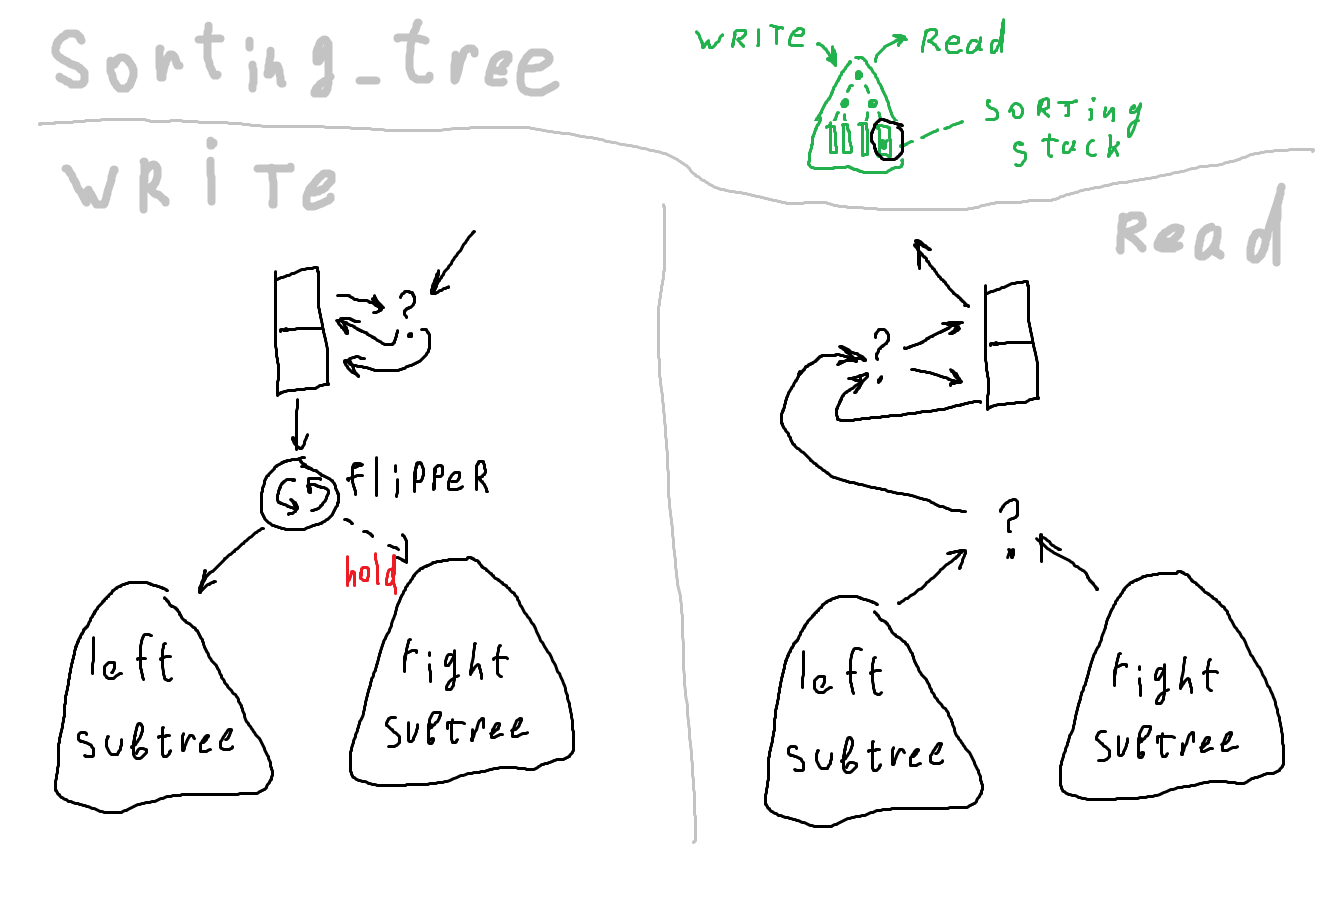 Sorting_tree
WRITE
Read
SORTing
stack
WRiTe
Read
?
?
flippeR
hold
?
left
subtree
right
subtree
left
subtree
right
subtree